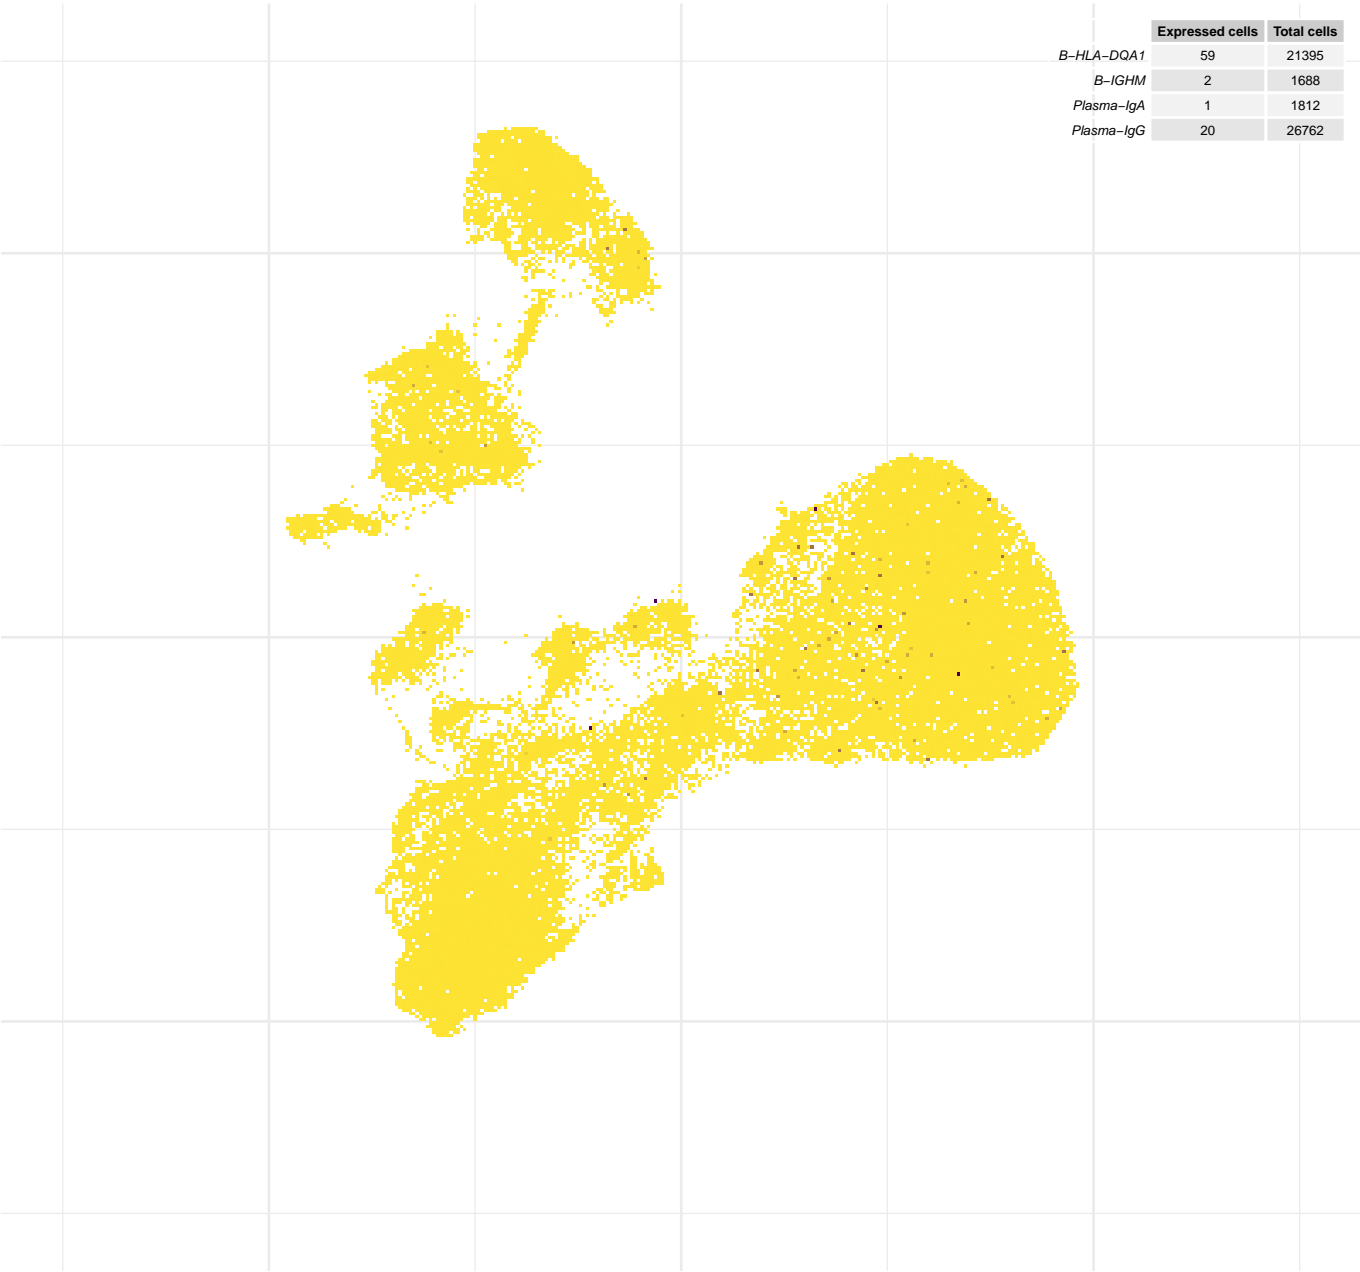 Expressed cells Total cells
B−HLA−DQA1 59 21395
B−IGHM 2 1688
Plasma−IgA 1 1812
Plasma−IgG 20 26762